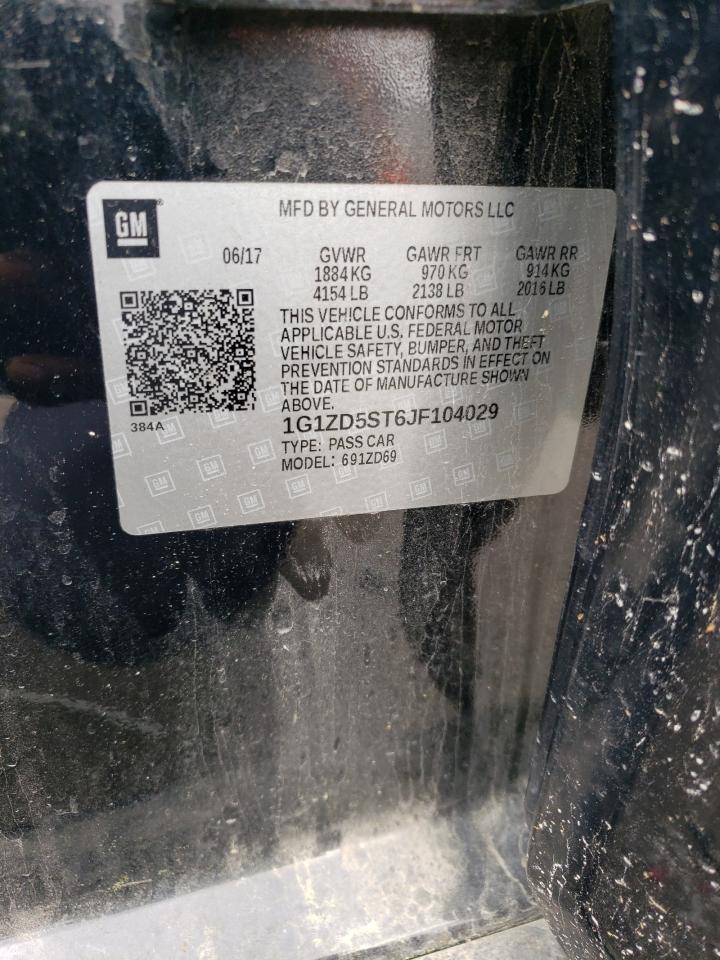 GM
MFD BY GENERAL MOTORS LLC
06/17 GVWR GAWR FRT GAWR RR
1884 KG 970 KG 914 KG
4154 LB 2138 LB 2016 LB
THIS VEHICLE CONFORMS TO ALL
APPLICABLE U.S. FEDERAL MOTOR
VEHICLE SAFETY, BUMPER, AND THEFT
PREVENTION STANDARDS IN EFFECT ON
THE DATE OF MANUFACTURE SHOWN
ABOVE.
384A
1G1ZD5ST6JF104029
TYPE: PASS CAR
MODEL: 691ZD69